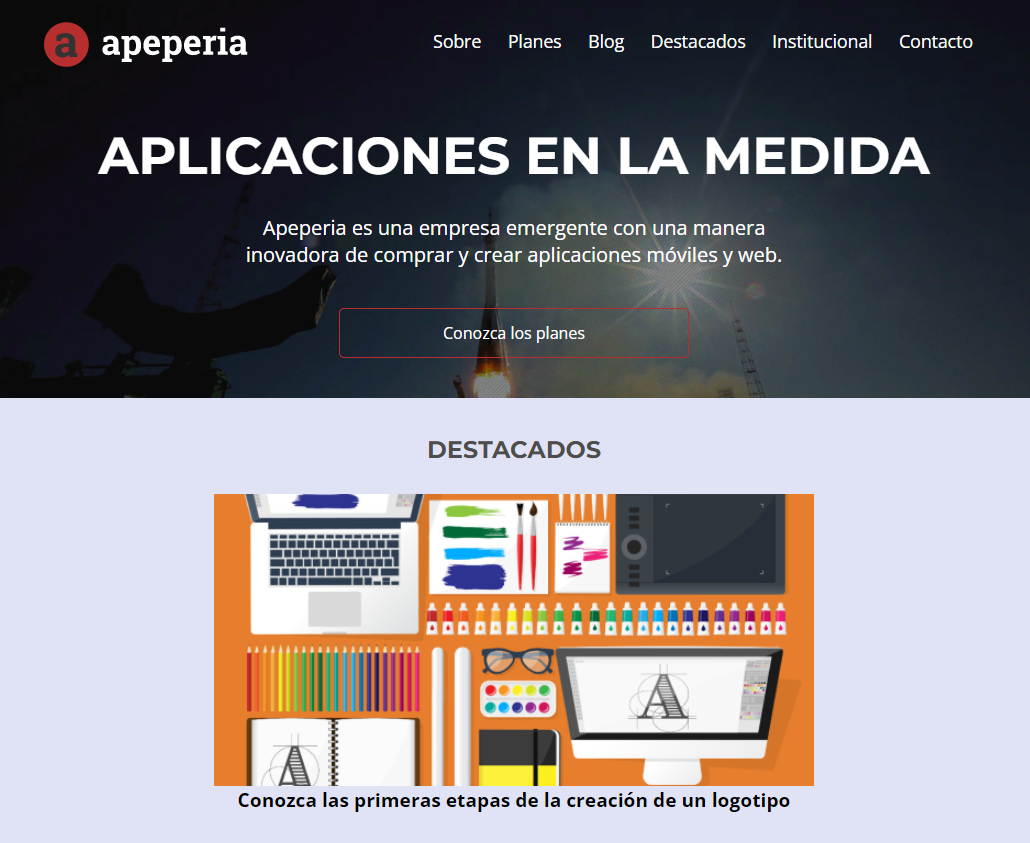 a apeperia
Sobre Planes Blog Destacados Institucional Contacto
APLICACIONES EN LA MEDIDA
Apeperia es una empresa emergente con una manera
inovadora de comprar y crear aplicaciones móviles y web.
Conozca los planes
DESTACADOS
A
A
Conozca las primeras etapas de la creación de un logotipo